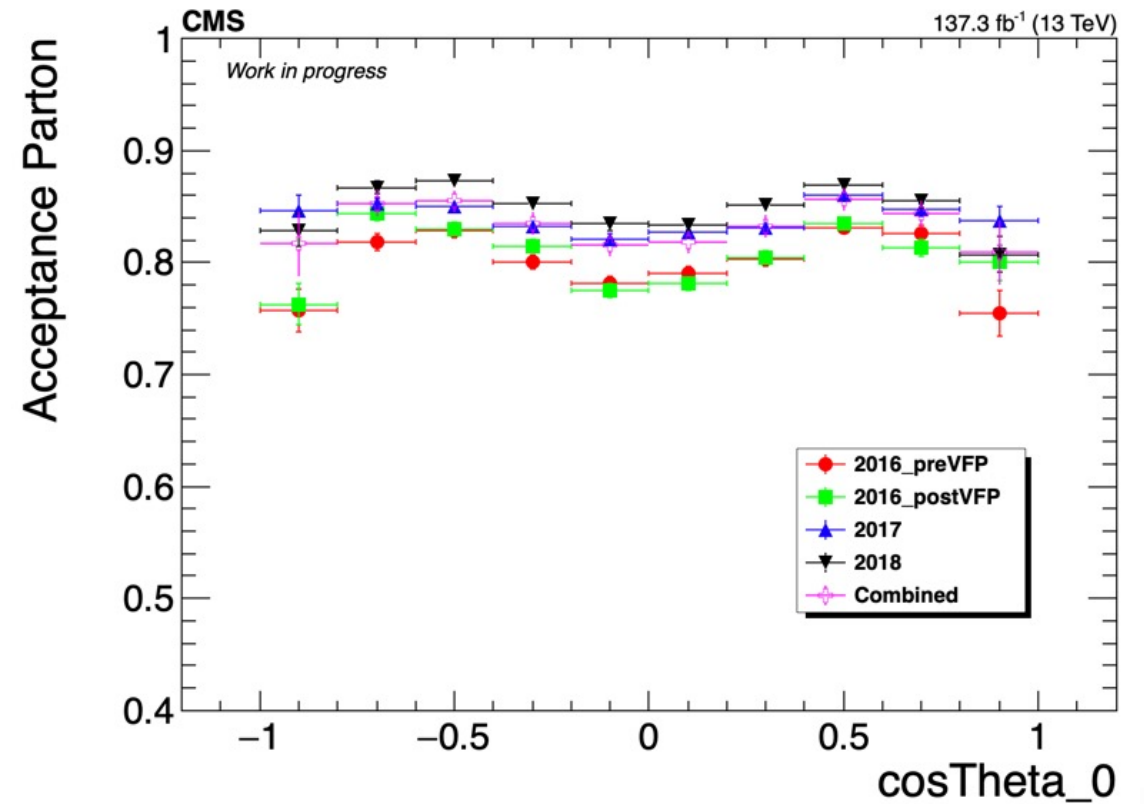 CMS
137.3 fb⁻¹ (13 TeV)
Work in progress
Acceptance Parton
1
0.9
0.8
0.7
0.6
0.5
0.4
2016_preVFP
2016_postVFP
2017
2018
Combined
−1
−0.5
0
0.5
1
cosTheta_0